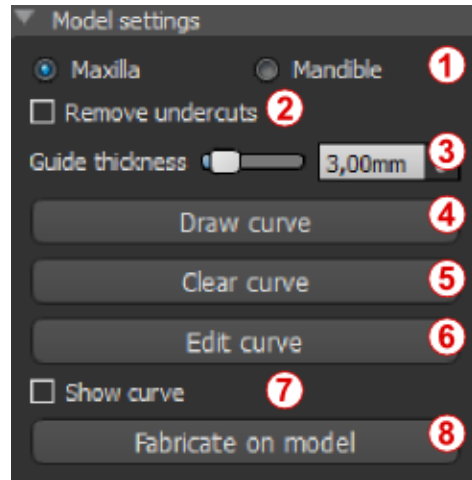 Model settings
Maxilla Mandible 1
Remove undercuts 2
Guide thickness 3,00mm 3
Draw curve 4
Clear curve 5
Edit curve 6
Show curve 7
Fabricate on model 8